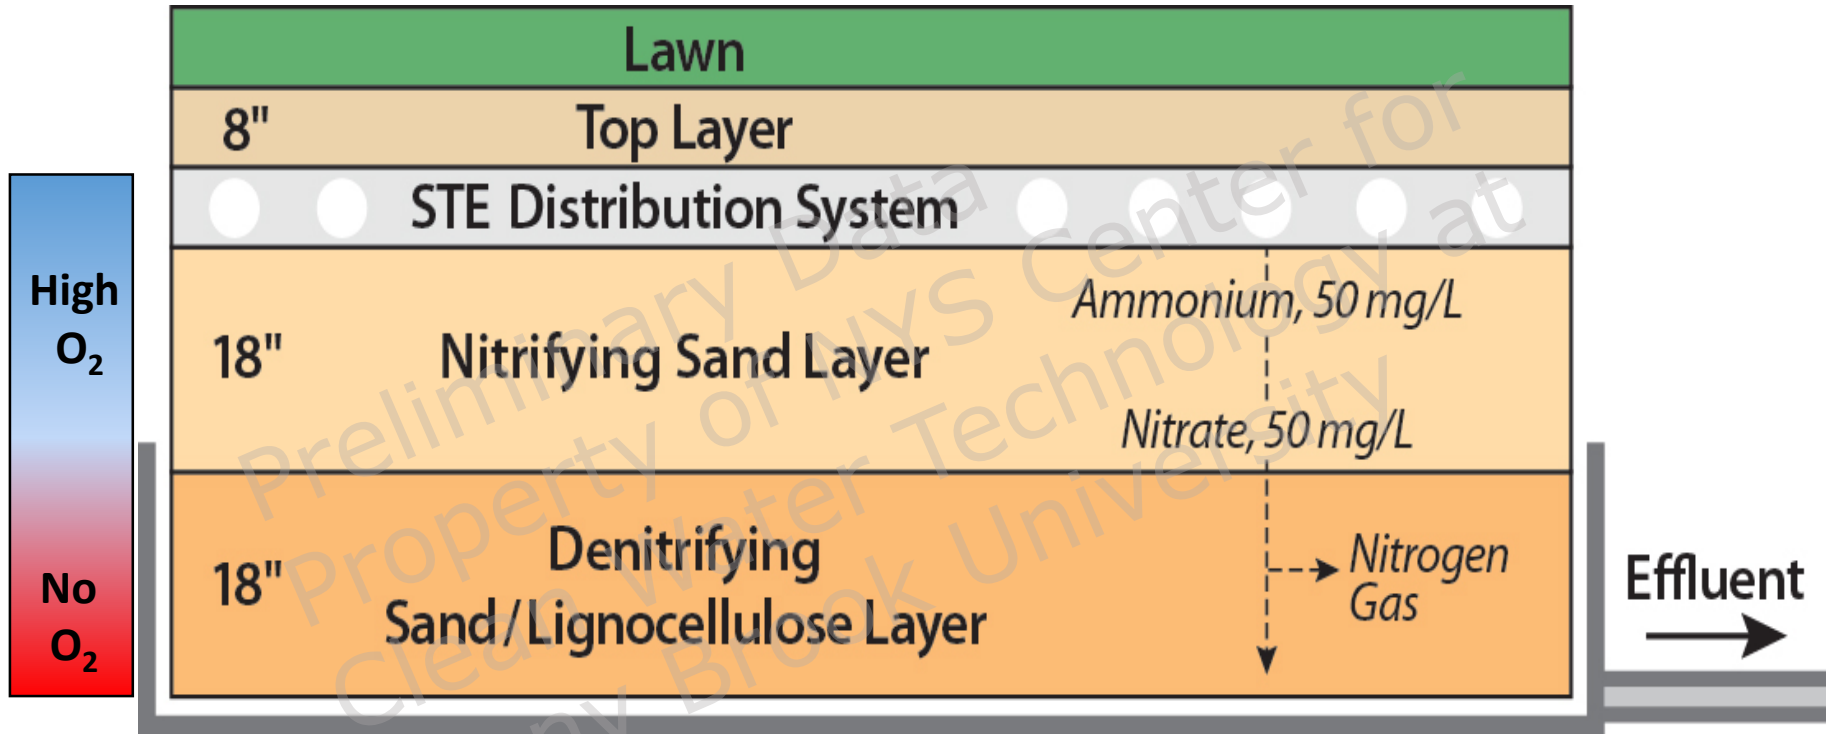 Lawn
8" Top Layer
STE Distribution System
High
O₂
Ammonium, 50 mg/L
18" Nitrifying Sand Layer
Nitrate, 50 mg/L
No
O₂
18" Denitrifying
Sand/Lignocellulose Layer
Nitrogen
Gas
Effluent
Preliminary Data
Property of NYS Center for
Clean Water Technology at
Brook University